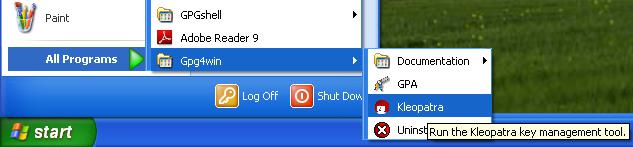 Paint
All Programs
GPGshell
Adobe Reader 9
Gpg4win
Log Off
Shut Dow
Documentation
GPA
Kleopatra
Uninst
Run the Kleopatra key management tool.
start